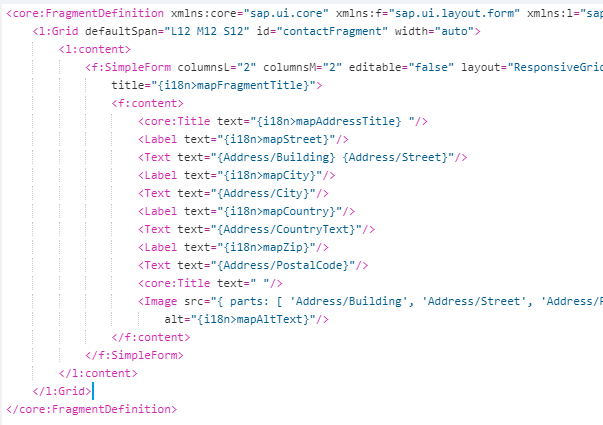 <core:FragmentDefinition xmlns:core="sap.ui.core" xmlns:f="sap.ui.layout.form" xmlns:l="sap
<l:Grid defaultSpan="L12 M12 S12" id="contactFragment" width="auto">
<l:content>
<f:SimpleForm columnsL="2" columnsM="2" editable="false" layout="ResponsiveGrid
title="{i18n>mapFragmentTitle}">
<f:content>
<core:Title text="{i18n>mapAddressTitle} "/>
<Label text="{i18n>mapStreet}"/>
<Text text="{Address/Building} {Address/Street}"/>
<Label text="{i18n>mapCity}"/>
<Text text="{Address/City}"/>
<Label text="{i18n>mapCountry}"/>
<Text text="{Address/CountryText}"/>
<Label text="{i18n>mapZip}"/>
<Text text="{Address/PostalCode}"/>
<core:Title text=" "/>
<Image src="{ parts: [ 'Address/Building', 'Address/Street', 'Address/P
alt="{i18n>mapAltText}"/>
</f:content>
</f:SimpleForm>
</l:content>
</l:Grid>
</core:FragmentDefinition>